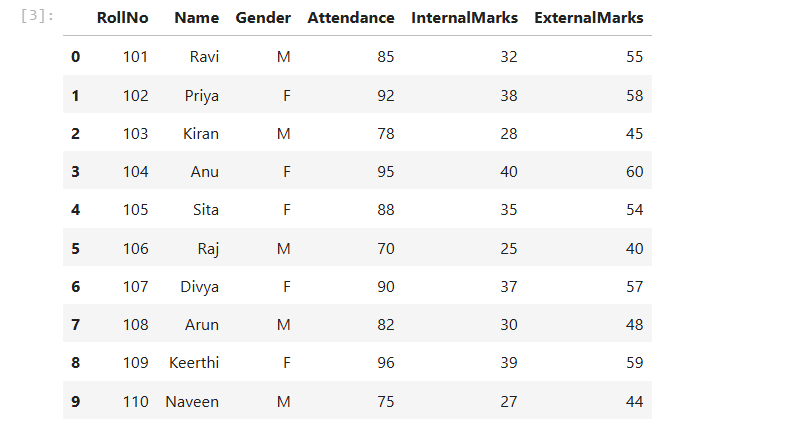 [3]: RollNo Name Gender Attendance InternalMarks ExternalMarks
0 101 Ravi M 85 32 55
1 102 Priya F 92 38 58
2 103 Kiran M 78 28 45
3 104 Anu F 95 40 60
4 105 Sita F 88 35 54
5 106 Raj M 70 25 40
6 107 Divya F 90 37 57
7 108 Arun M 82 30 48
8 109 Keerthi F 96 39 59
9 110 Naveen M 75 27 44